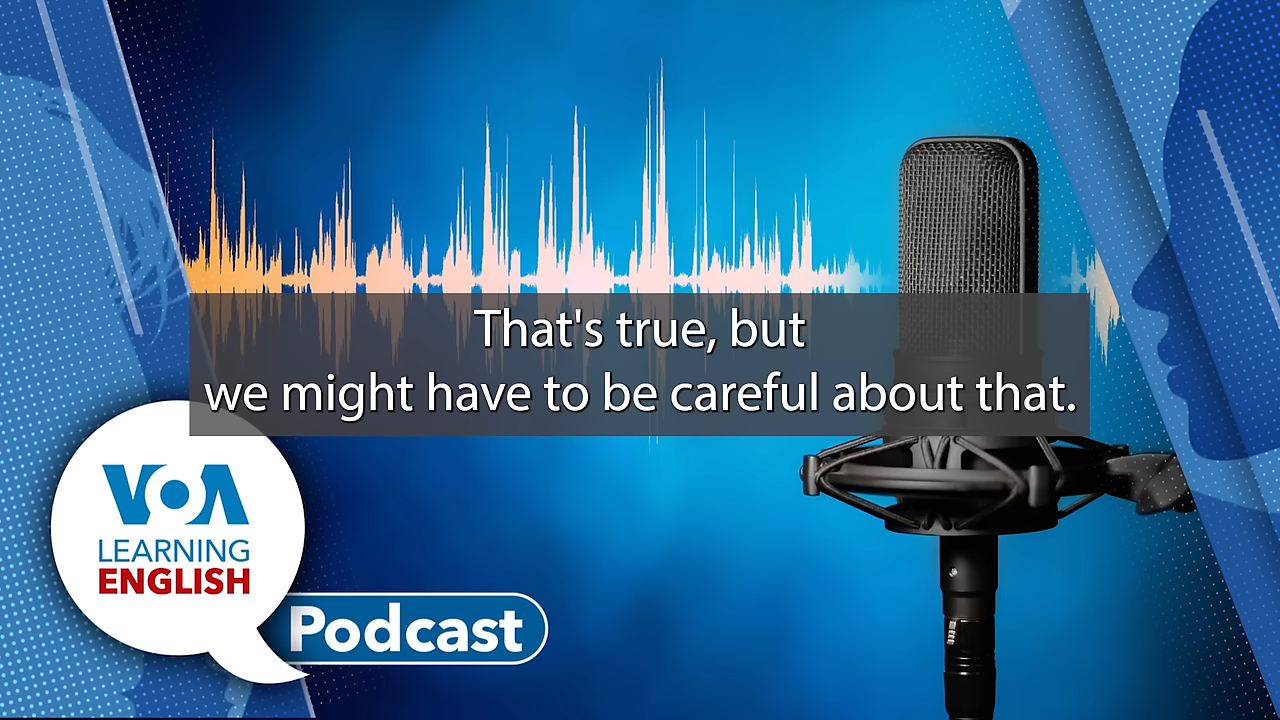 That's true, but
we might have to be careful about that.
VOA
LEARNING
ENGLISH
Podcast